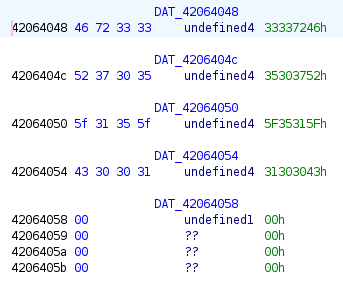 DAT_42064048
42064048 46 72 33 33 undefined4 33337246h
DAT_4206404c
4206404c 52 37 30 35 undefined4 35303752h
DAT_42064050
42064050 5f 31 35 5f undefined4 5F35315Fh
DAT_42064054
42064054 43 30 30 31 undefined4 31303043h
DAT_42064058
42064058 00 undefined1 00h
42064059 00 ?? 00h
4206405a 00 ?? 00h
4206405b 00 ?? 00h